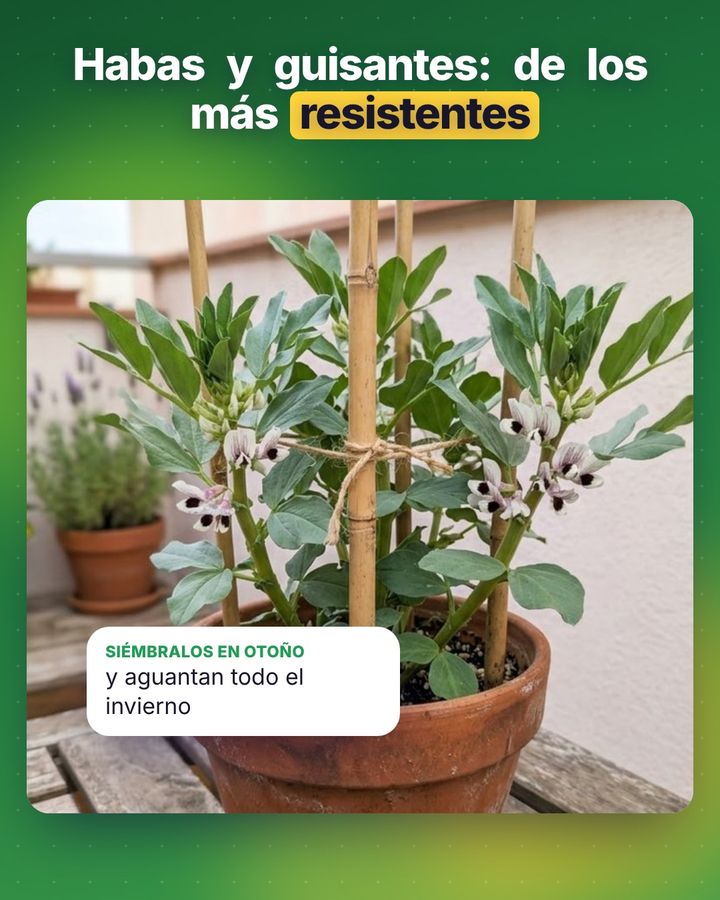 Habas y guisantes: de los
más resistentes
SIÉMBRALOS EN OTOÑO
y aguantan todo el
invierno